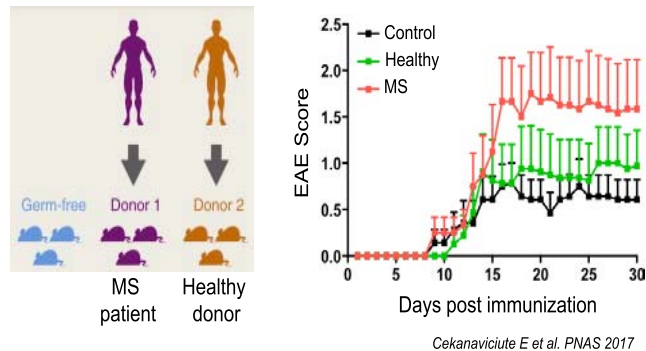 Germ-free
Donor 1
Donor 2
MS
patient
Healthy
donor
EAE Score
2.5
2.0
1.5
1.0
0.5
0.0
Control
Healthy
MS
0 5 10 15 20 25 30
Days post immunization
Cekanaviciute E et al. PNAS 2017